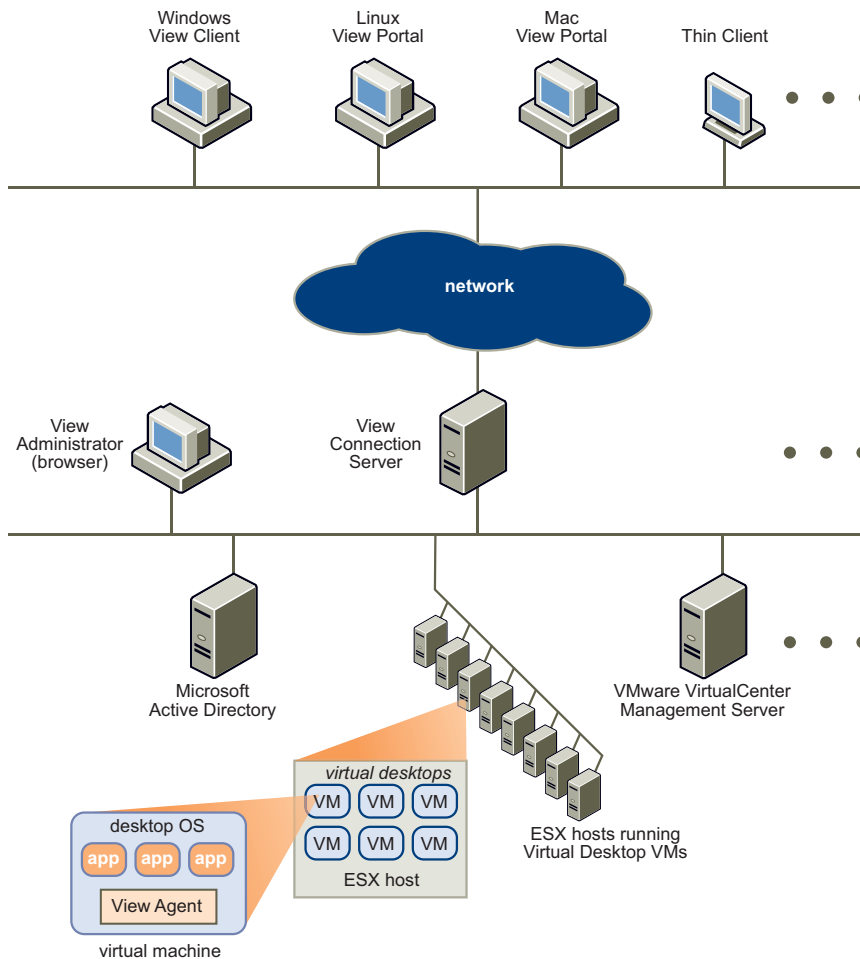 Windows
View Client
Linux
View Portal
Mac
View Portal
Thin Client
network
View
Administrator
(browser)
View
Connection
Server
Microsoft
Active Directory
VMware VirtualCenter
Management Server
virtual desktops
VM VM VM
VM VM VM
ESX host
ESX hosts running
Virtual Desktop VMs
desktop OS
app app app
View Agent
virtual machine